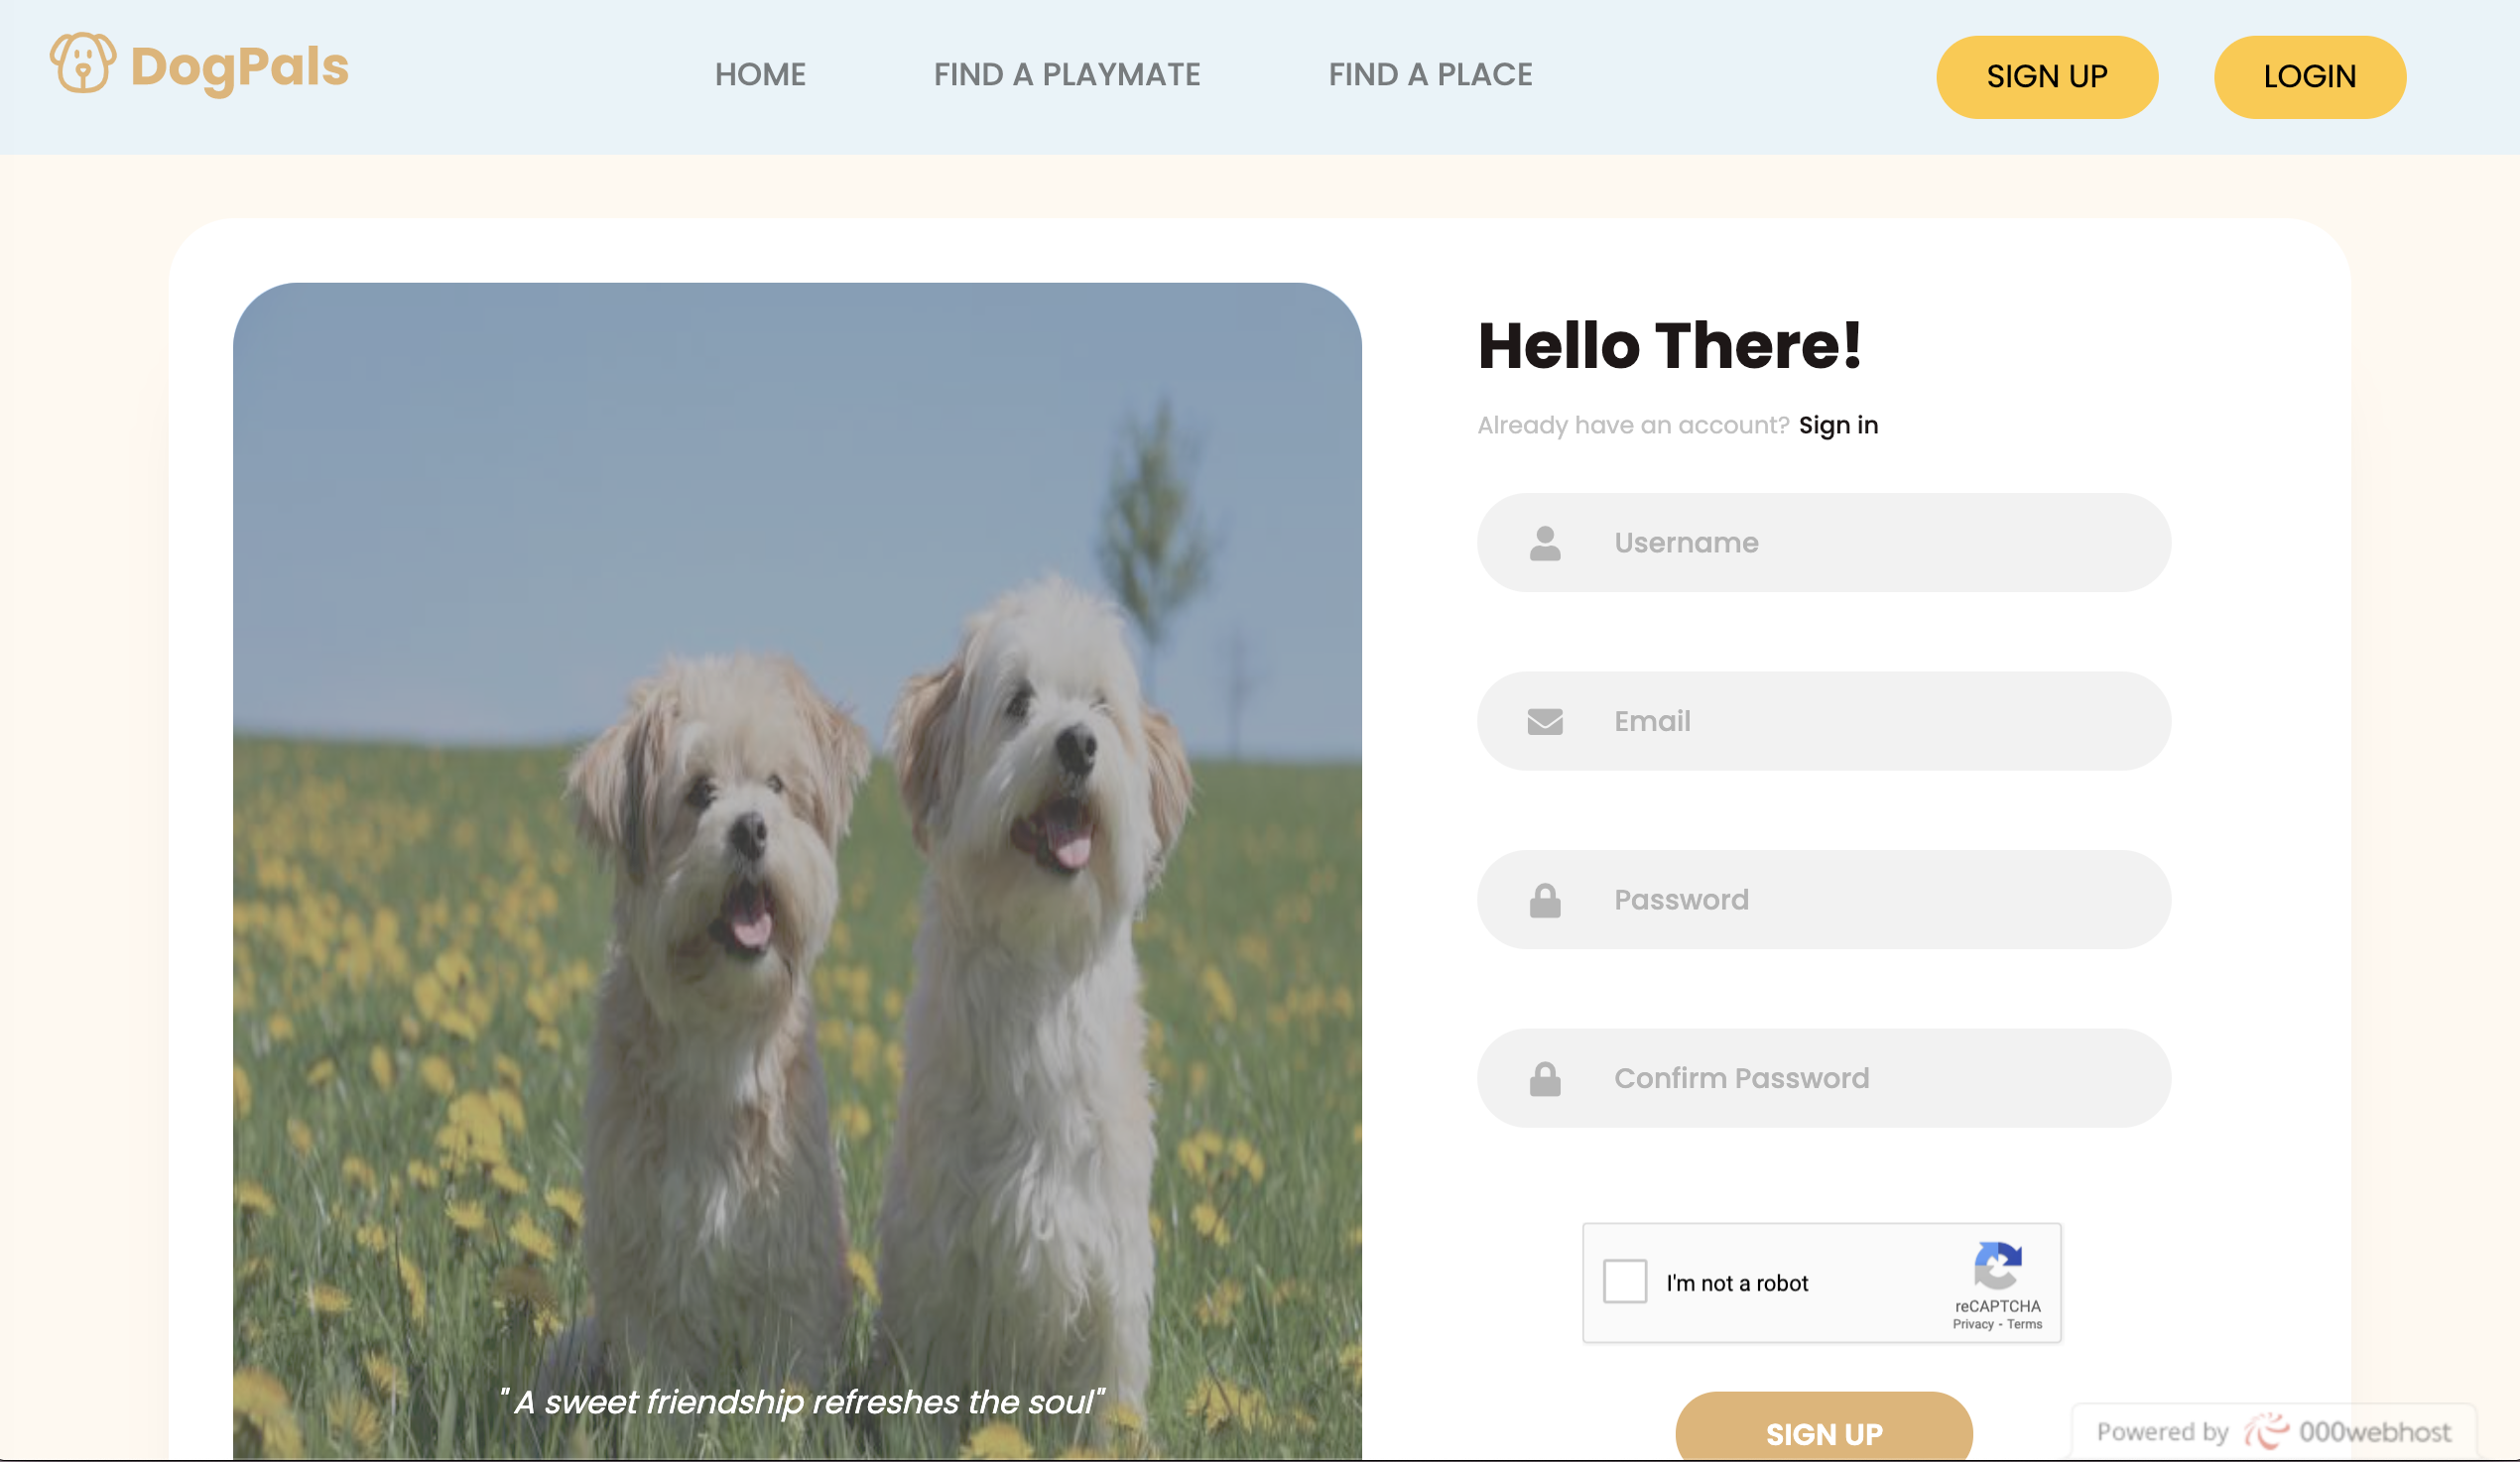 DogPals
HOME
FIND A PLAYMATE
FIND A PLACE
SIGN UP
LOGIN
Hello There!
Already have an account? Sign in
Username
Email
Password
Confirm Password
I'm not a robot
reCAPTCHA
Privacy - Terms
SIGN UP
" A sweet friendship refreshes the soul"
Powered by 000webhost